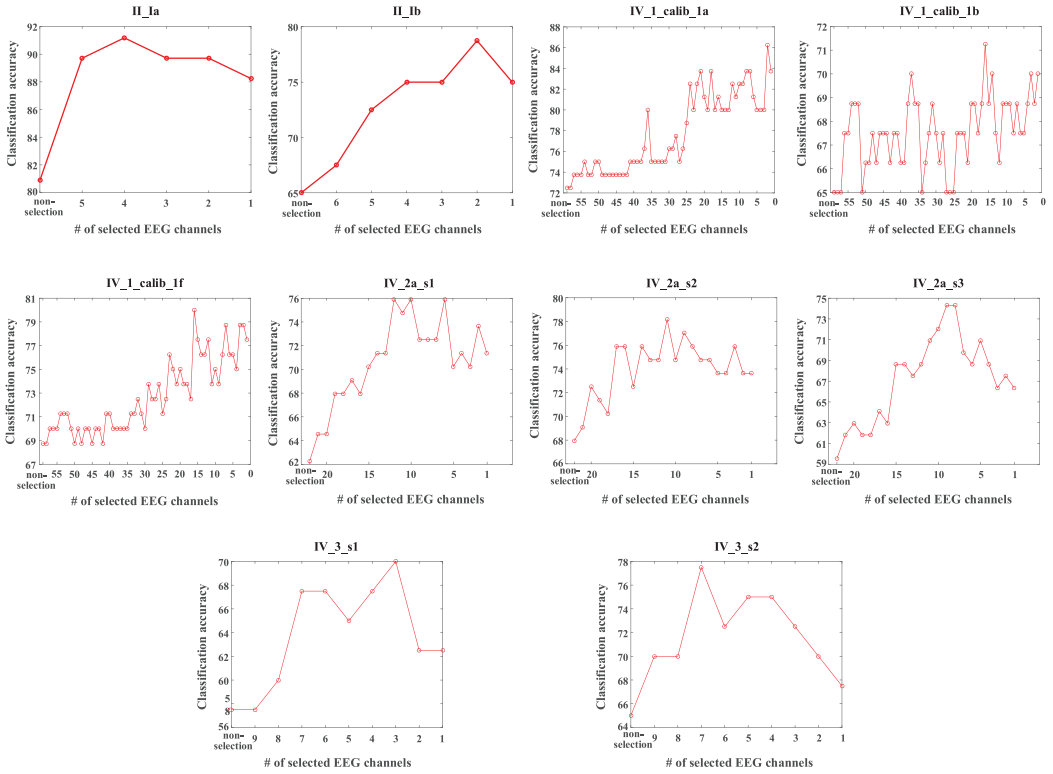 II_Ia
Classification accuracy
92
90
88
86
84
82
80
non-
selection
5
4
3
2
1
# of selected EEG channels
II_Ib
Classification accuracy
80
75
70
65
non-
selection
6
5
4
3
2
1
# of selected EEG channels
IV_1_calib_1a
Classification accuracy
88
86
84
82
80
78
76
74
72
non-
selection
55 50 45 40 35 30 25 20 15 10 5 0
# of selected EEG channels
IV_1_calib_1b
Classification accuracy
72
71
70
69
68
67
66
65
non-
selection
55 50 45 40 35 30 25 20 15 10 5 0
# of selected EEG channels
IV_1_calib_1f
Classification accuracy
81
79
77
75
73
71
69
67
non-
selection
55 50 45 40 35 30 25 20 15 10 5 0
# of selected EEG channels
IV_2a_s1
Classification accuracy
76
74
72
70
68
66
64
62
non-
selection
20 15 10 5 1
# of selected EEG channels
IV_2a_s2
Classification accuracy
80
78
76
74
72
70
68
66
non-
selection
20 15 10 5 1
# of selected EEG channels
IV_2a_s3
Classification accuracy
75
73
71
69
67
65
63
61
59
non-
selection
20 15 10 5 1
# of selected EEG channels
IV_3_s1
Classification accuracy
70
68
66
64
62
60
5
8
56
non-
selection
9 8 7 6 5 4 3 2 1
# of selected EEG channels
IV_3_s2
Classification accuracy
78
76
74
72
70
68
66
64
non-
selection
9 8 7 6 5 4 3 2 1
# of selected EEG channels